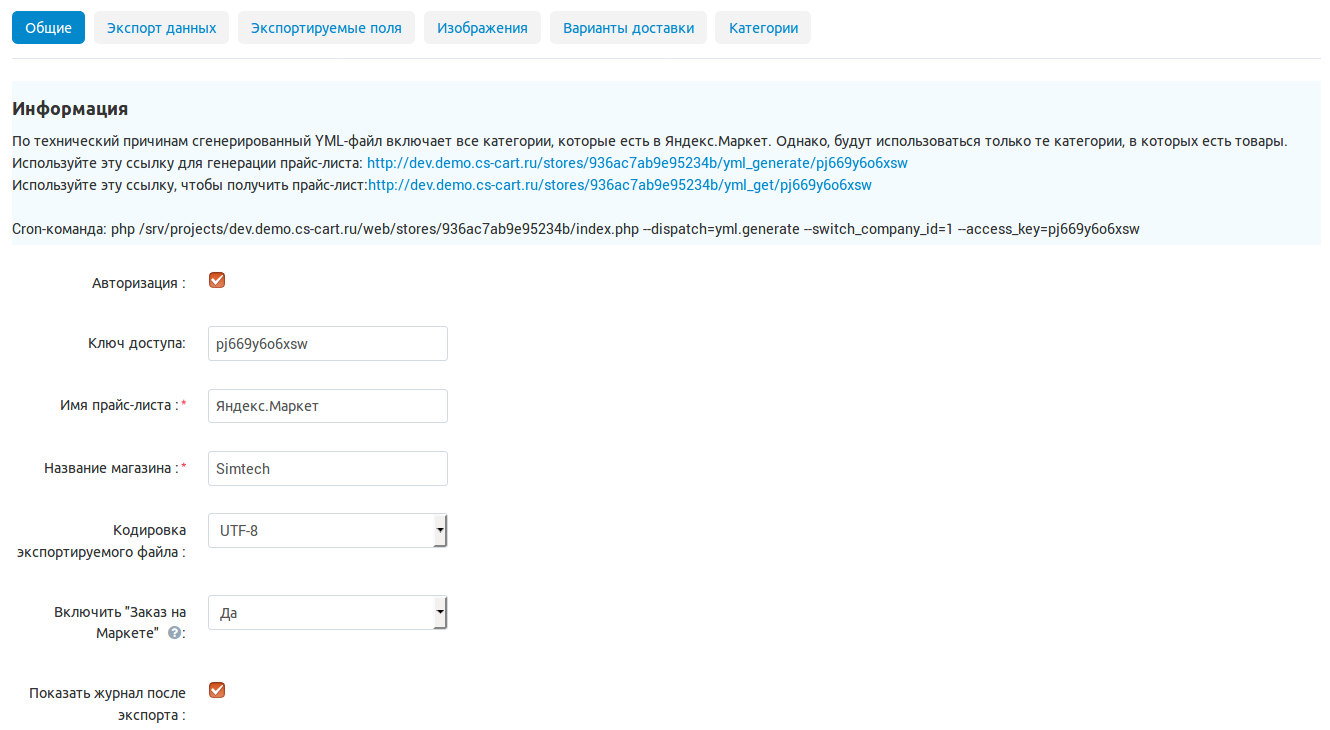 Общие Экспорт данных Экспортируемые поля Изображения Варианты доставки Категории
Информация
По технический причинам сгенерированный YML-файл включает все категории, которые есть в Яндекс.Маркет. Однако, будут использоваться только те категории, в которых есть товары.
Используйте эту ссылку для генерации прайс-листа: http://dev.demo.cs-cart.ru/stores/936ac7ab9e95234b/yml_generate/pj669y6o6xsw
Используйте эту ссылку, чтобы получить прайс-лист:http://dev.demo.cs-cart.ru/stores/936ac7ab9e95234b/yml_get/pj669y6o6xsw
Cron-команда: php /srv/projects/dev.demo.cs-cart.ru/web/stores/936ac7ab9e95234b/index.php --dispatch=yml.generate --switch_company_id=1 --access_key=pj669y6o6xsw
Авторизация :
Ключ доступа: pj669y6o6xsw
Имя прайс-листа :* Яндекс.Маркет
Название магазина :* Simtech
Кодировка
экспортируемого файла : UTF-8
Включить "Заказ на
Маркете" ?: Да
Показать журнал после
экспорта :